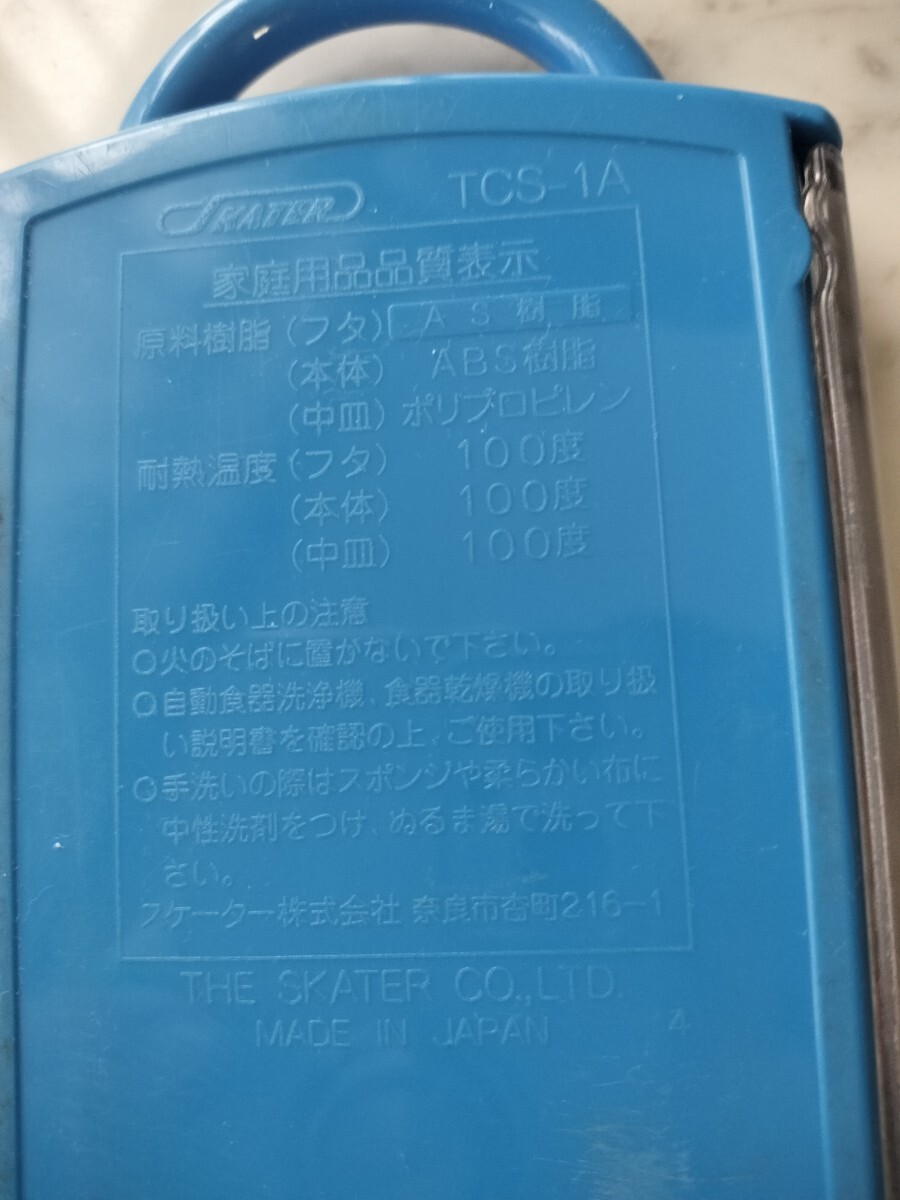 SKATER TCS-1A
家庭用品品質表示
原料樹脂(フタ) AS樹脂
(本体) ABS樹脂
(中皿) ポリプロピレン
耐熱温度(フタ) 100度
(本体) 100度
(中皿) 100度
取り扱い上の注意
○火のそばに置かないで下さい。
○自動食器洗浄機、食器乾燥機の取り扱
い説明書を確認の上、ご使用下さい。
○手洗いの際はスポンジや柔らかい布に
中性洗剤をつけ、ぬるま湯で洗って下
さい。
スケーター株式会社 奈良市杏町216-1
THE SKATER CO.,LTD.
MADE IN JAPAN 4